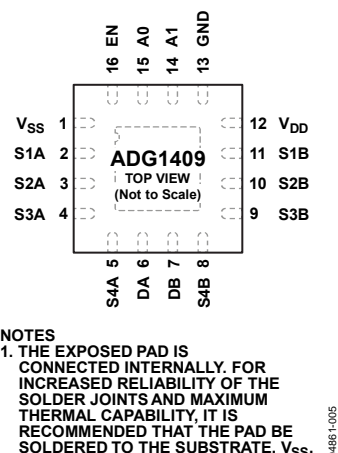 16 EN
15 A0
14 A1
13 GND
VSS 1
S1A 2
S2A 3
S3A 4
12 VDD
11 S1B
10 S2B
9 S3B
ADG1409
TOP VIEW
(Not to Scale)
S4A 5
DA 6
DB 7
S4B 8
NOTES
1. THE EXPOSED PAD IS
CONNECTED INTERNALLY. FOR
INCREASED RELIABILITY OF THE
SOLDER JOINTS AND MAXIMUM
THERMAL CAPABILITY, IT IS
RECOMMENDED THAT THE PAD BE
SOLDERED TO THE SUBSTRATE, VSS.
04861-005